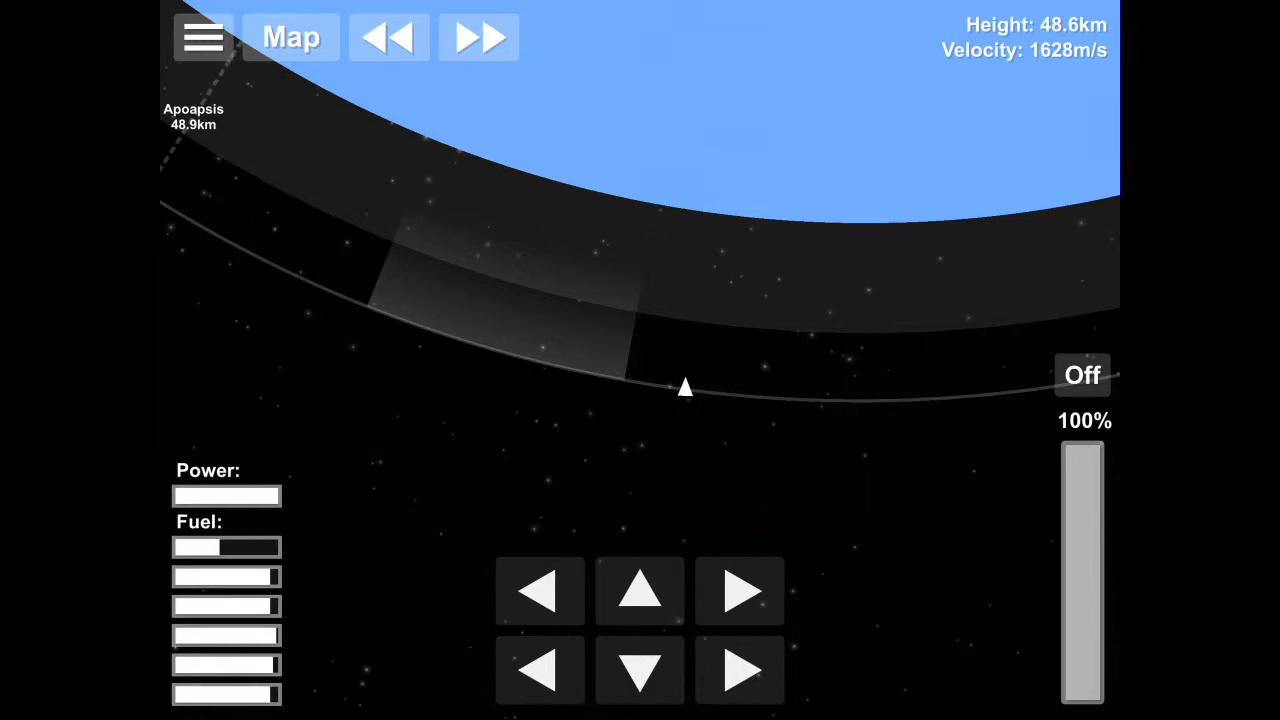 Map
Height: 48.6km
Velocity: 1628m/s
Apoapsis
48.9km
Off
100%
Power:
Fuel: